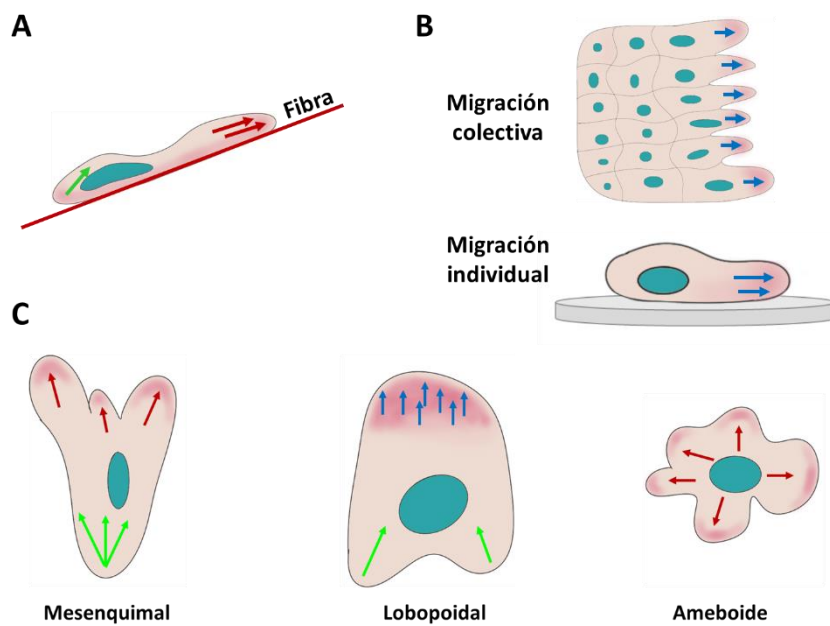 A
Fibra
B
Migración
colectiva
Migración
individual
C
Mesenquimal
Lobopoidal
Ameboide